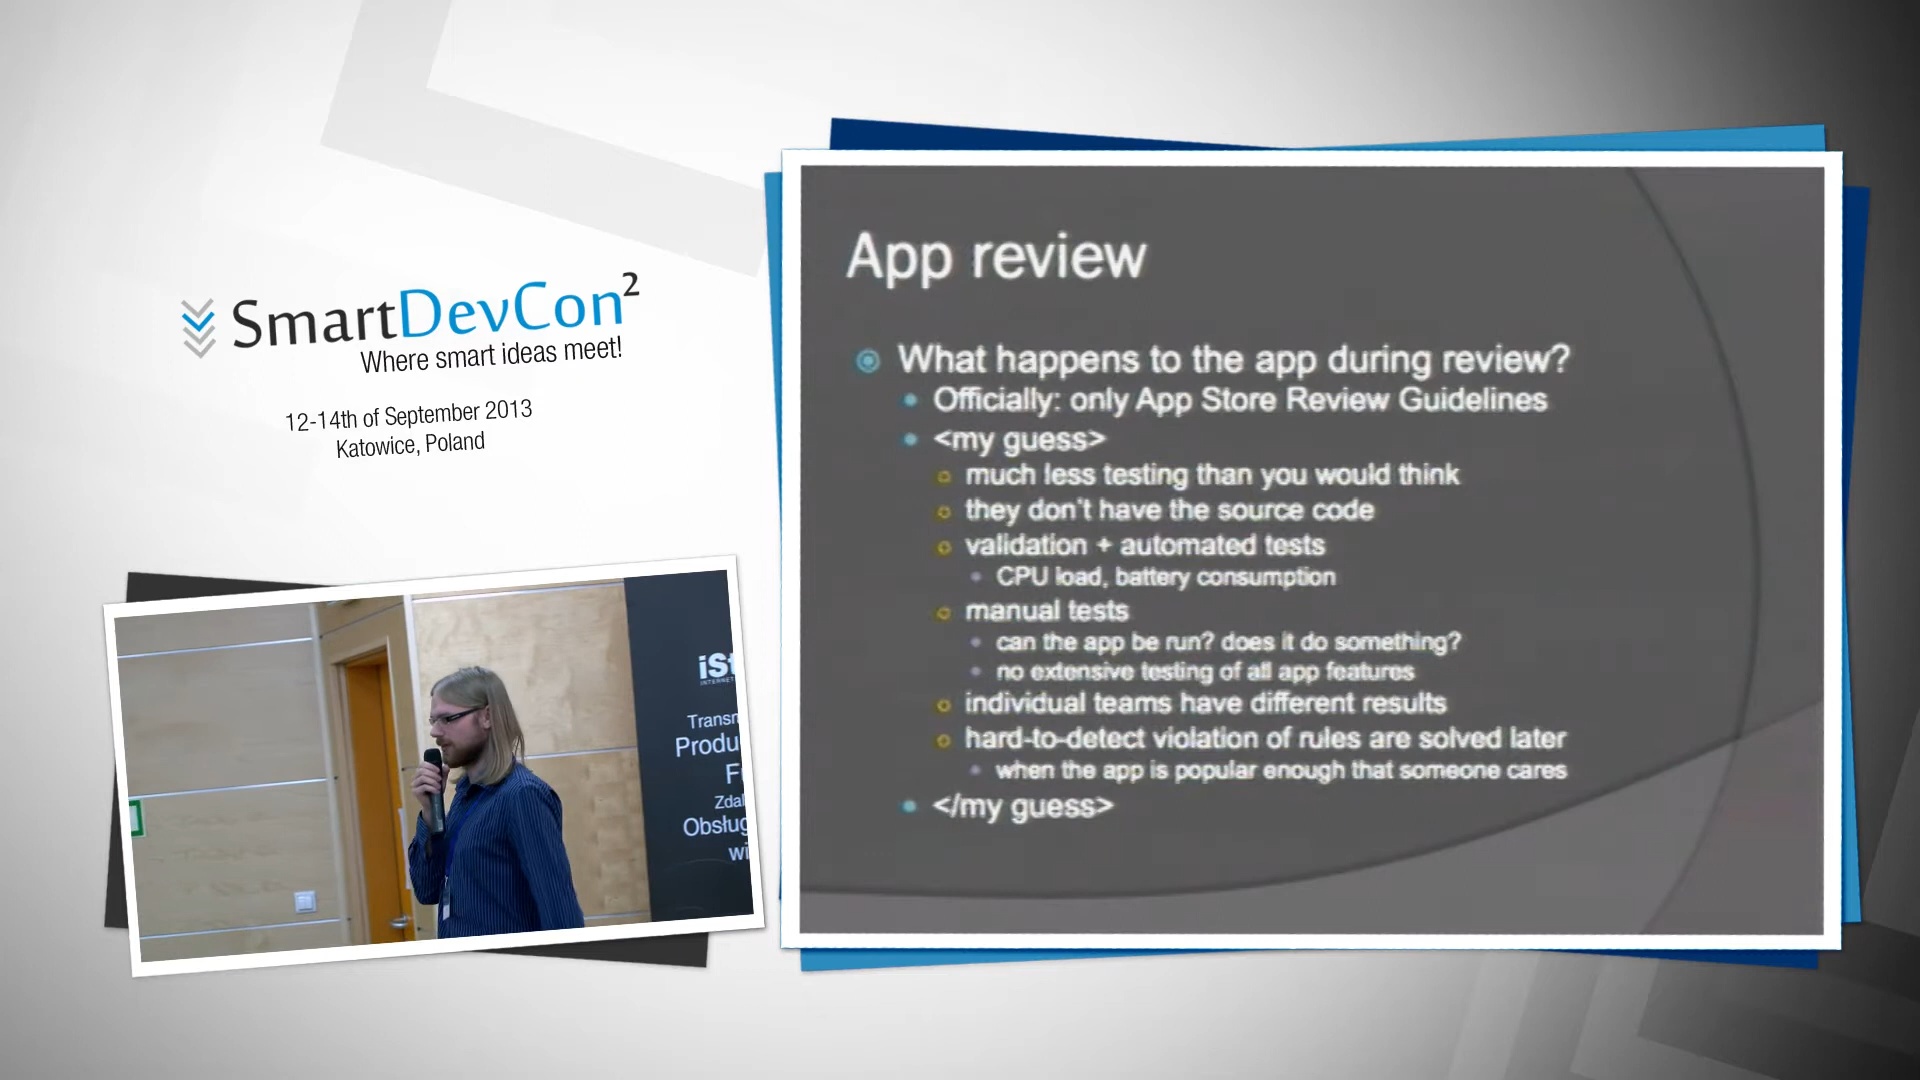 SmartDevCon²
Where smart ideas meet!
12-14th of September 2013
Katowice, Poland
App review
What happens to the app during review?
Officially: only App Store Review Guidelines
<my guess>
much less testing than you would think
they don't have the source code
validation + automated tests
CPU load, battery consumption
manual tests
can the app be run? does it do something?
no extensive testing of all app features
individual teams have different results
hard-to-detect violation of rules are solved later
when the app is popular enough that someone cares
</my guess>
iSt
INTERNET
Transm
Produ
F
Zdal
Obsług
wi